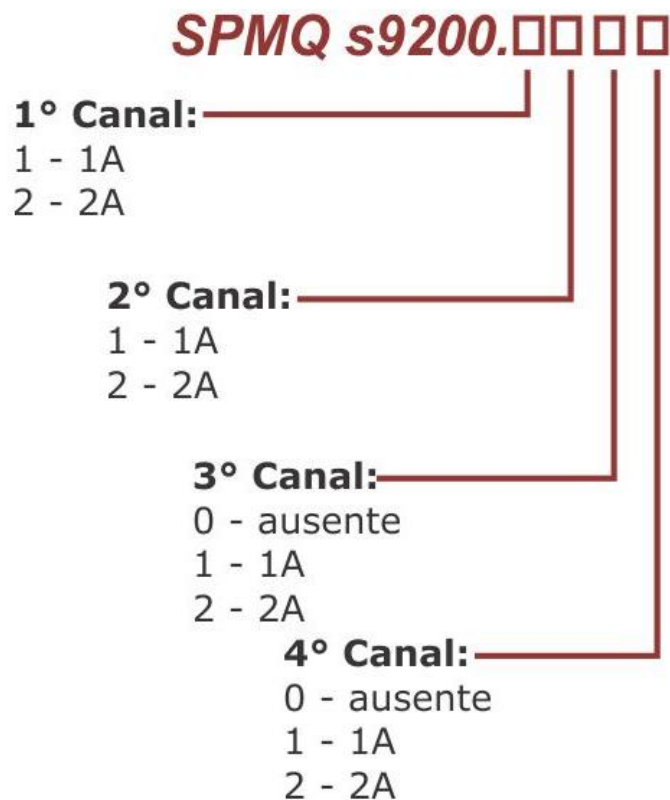 SPMQ s9200.□□□□
1° Canal:
1 - 1A
2 - 2A
2° Canal:
1 - 1A
2 - 2A
3° Canal:
0 - ausente
1 - 1A
2 - 2A
4° Canal:
0 - ausente
1 - 1A
2 - 2A